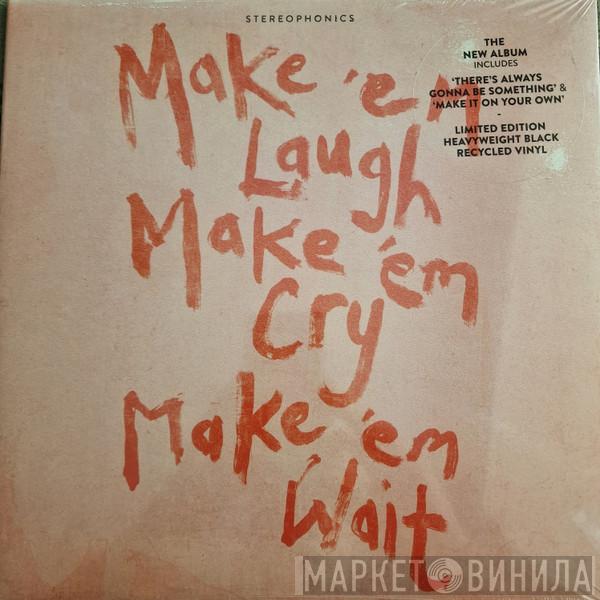 STEREOPHONICS
Make 'em
Laugh
Make 'em
Cry
Make 'em
Wait
THE
NEW ALBUM
INCLUDES
'THERE'S ALWAYS
GONNA BE SOMETHING' &
'MAKE IT ON YOUR OWN'
-
LIMITED EDITION
HEAVYWEIGHT BLACK
RECYCLED VINYL
МАРКЕТ ВИНИЛА